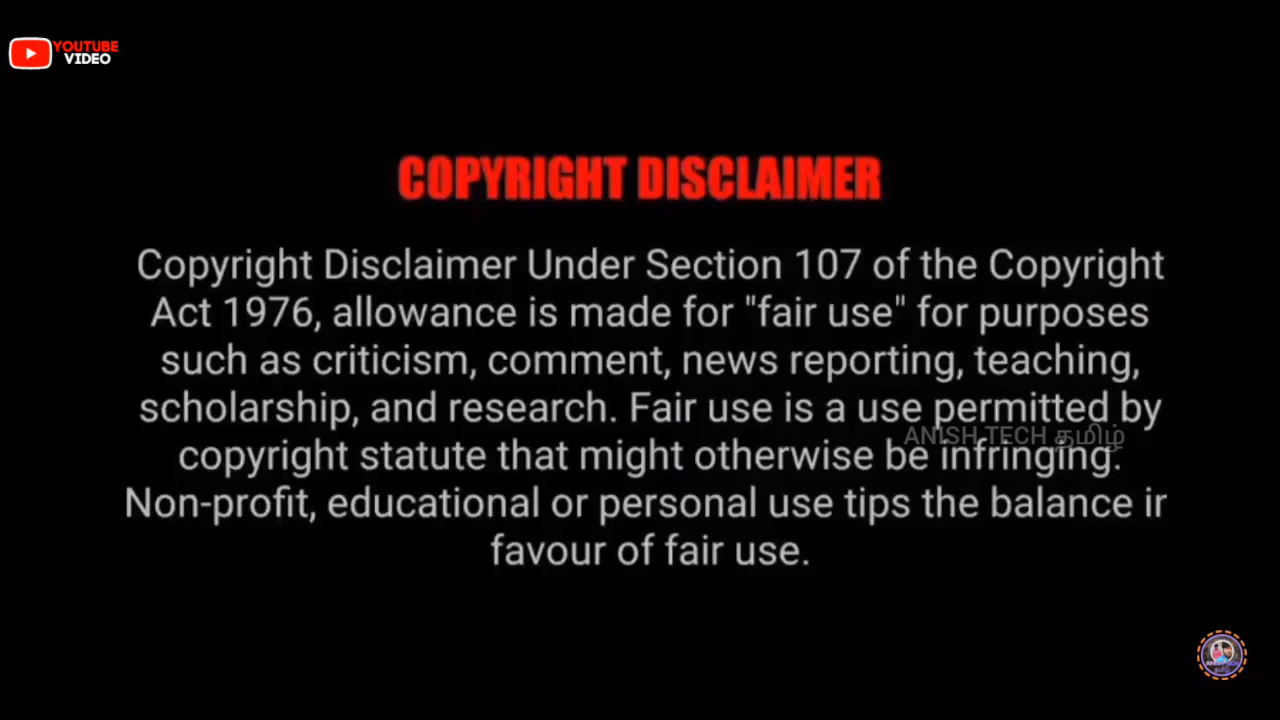 YOUTUBE
VIDEO
COPYRIGHT DISCLAIMER
Copyright Disclaimer Under Section 107 of the Copyright
Act 1976, allowance is made for "fair use" for purposes
such as criticism, comment, news reporting, teaching,
scholarship, and research. Fair use is a use permitted by
ANISH TECH தமிழ்
copyright statute that might otherwise be infringing.
Non-profit, educational or personal use tips the balance ir
favour of fair use.